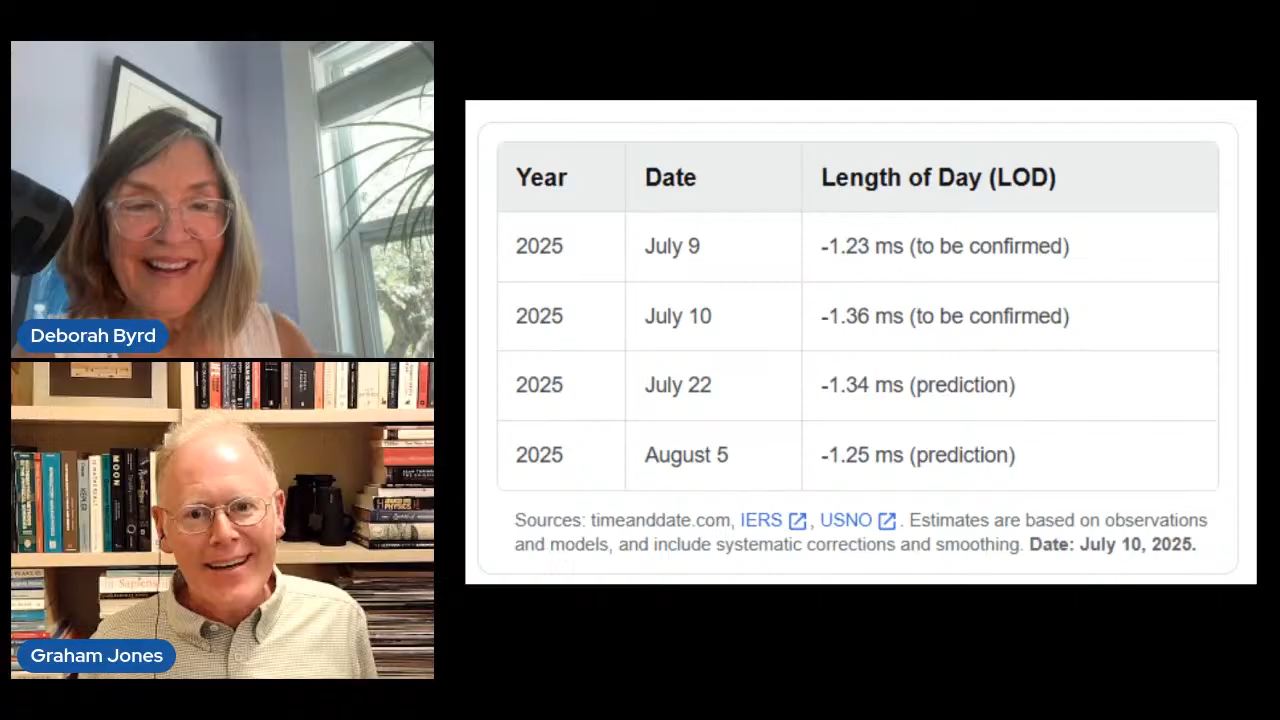 Deborah Byrd
MOON
Sapiens
PHYSICS
Graham Jones
Year Date Length of Day (LOD)
2025 July 9 -1.23 ms (to be confirmed)
2025 July 10 -1.36 ms (to be confirmed)
2025 July 22 -1.34 ms (prediction)
2025 August 5 -1.25 ms (prediction)
Sources: timeanddate.com, IERS, USNO. Estimates are based on observations
and models, and include systematic corrections and smoothing. Date: July 10, 2025.